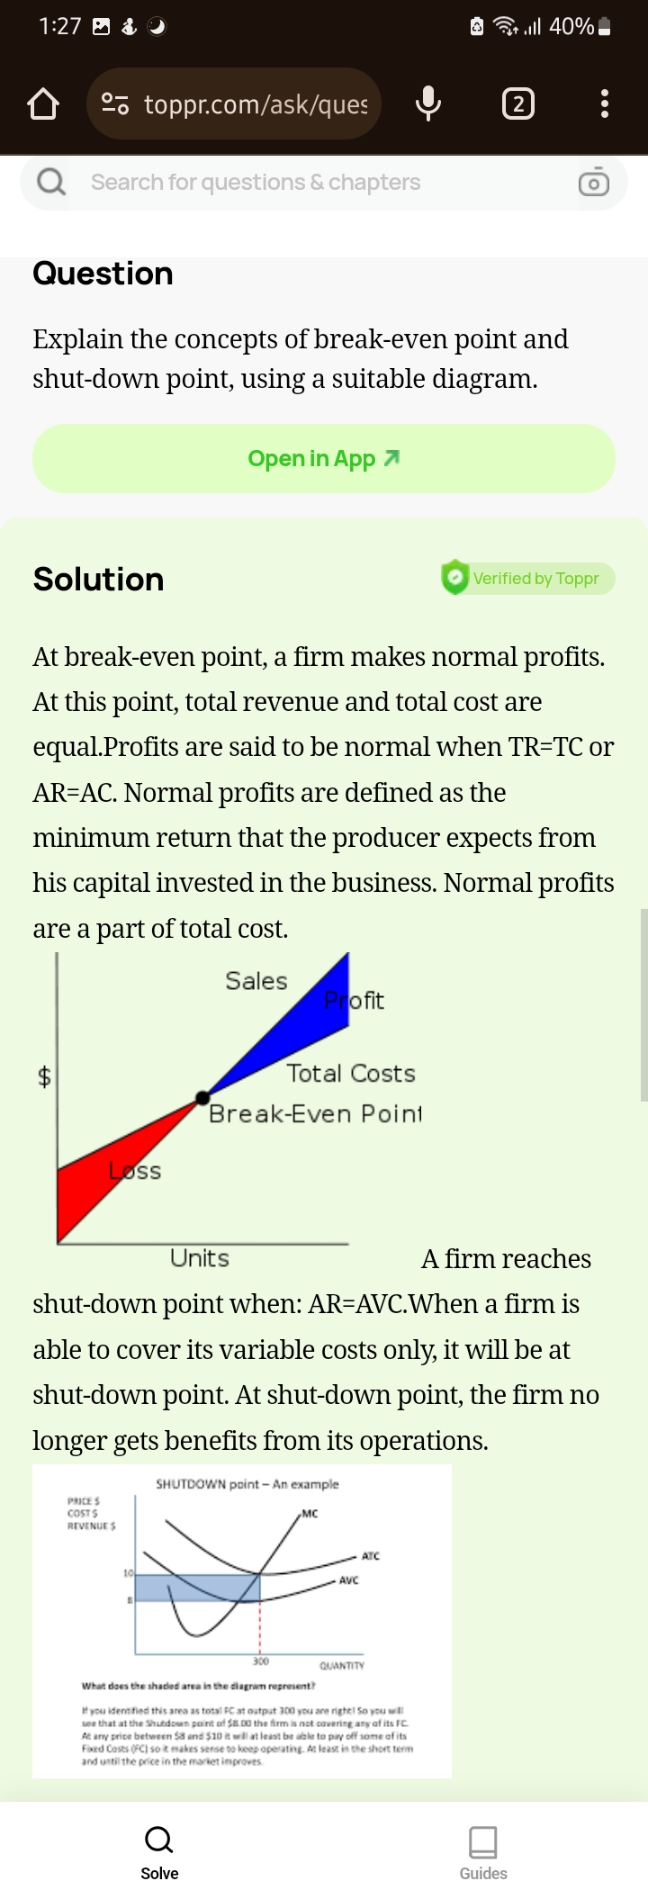 1:27
40%
toppr.com/ask/ques
2
Search for questions & chapters
Question
Explain the concepts of break-even point and
shut-down point, using a suitable diagram.
Open in App
Solution
Verified by Toppr
At break-even point, a firm makes normal profits.
At this point, total revenue and total cost are
equal.Profits are said to be normal when TR=TC or
AR=AC. Normal profits are defined as the
minimum return that the producer expects from
his capital invested in the business. Normal profits
are a part of total cost.
Sales
Profit
$
Total Costs
Break-Even Point
Loss
Units
A firm reaches
shut-down point when: AR=AVC.When a firm is
able to cover its variable costs only, it will be at
shut-down point. At shut-down point, the firm no
longer gets benefits from its operations.
SHUTDOWN point – An example
PRICE $
COST $
REVENUE $
MC
ATC
AVC
10
8
300
QUANTITY
What does the shaded area in the diagram represent?
If you identified this area as total FC at output 300 you are right! So you will
see that at the Shutdown point of $8.00 the firm is not covering any of its FC.
At any price between $8 and $10 it will at least be able to pay off some of its
Fixed Costs (FC) so it makes sense to keep operating. At least in the short term
and until the price in the market improves.
Solve
Guides